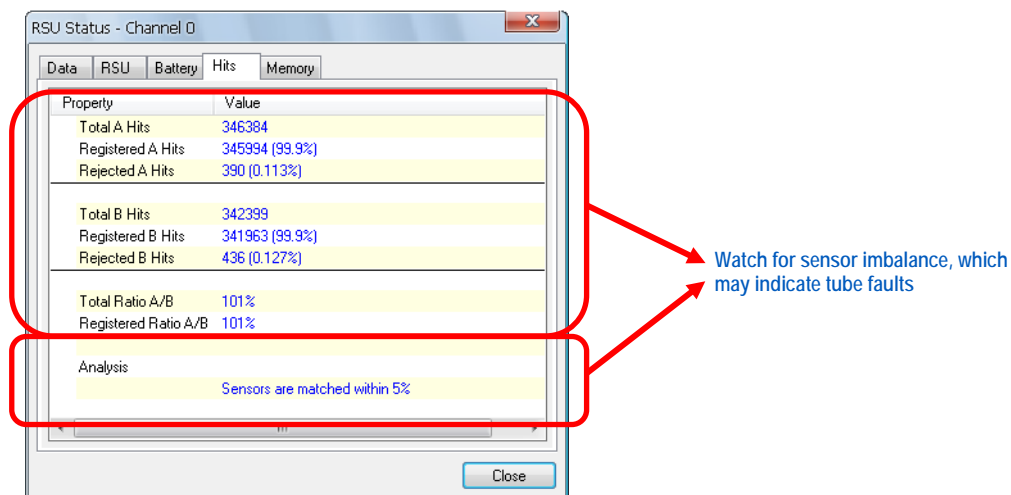 RSU Status - Channel 0
Data RSU Battery Hits Memory
Property Value
Total A Hits 346384
Registered A Hits 345994 (99.9%)
Rejected A Hits 390 (0.113%)
Total B Hits 342399
Registered B Hits 341963 (99.9%)
Rejected B Hits 436 (0.127%)
Total Ratio A/B 101%
Registered Ratio A/B 101%
Analysis
Sensors are matched within 5%
Close
Watch for sensor imbalance, which
may indicate tube faults